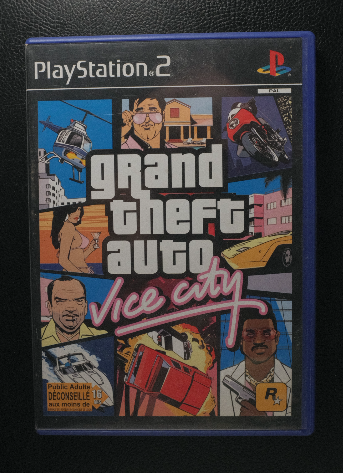 PlayStation 2
PAL
grand
theft
auto
Vice City
Public Adulte
DÉCONSEILLÉ
aux moins de
R